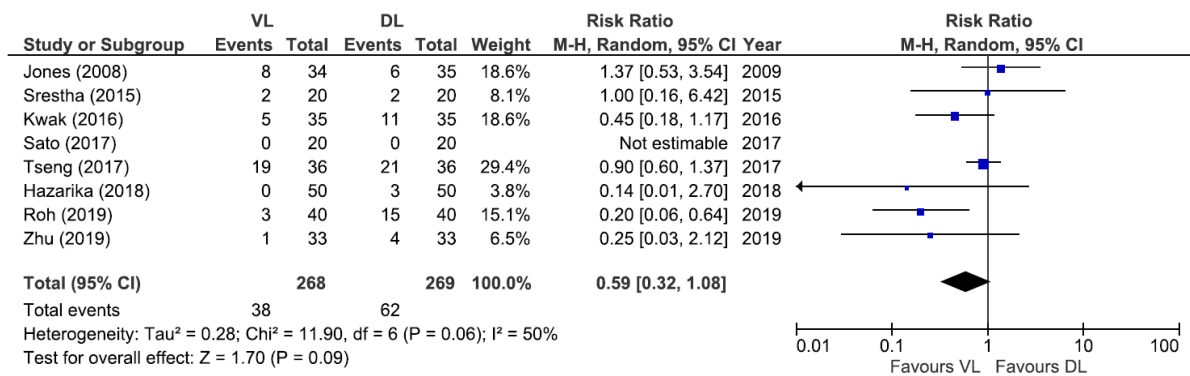 VL DL Risk Ratio Risk Ratio
Study or Subgroup Events Total Events Total Weight M-H, Random, 95% CI Year M-H, Random, 95% CI
Jones (2008) 8 34 6 35 18.6% 1.37 [0.53, 3.54] 2009
Srestha (2015) 2 20 2 20 8.1% 1.00 [0.16, 6.42] 2015
Kwak (2016) 5 35 11 35 18.6% 0.45 [0.18, 1.17] 2016
Sato (2017) 0 20 0 20 Not estimable 2017
Tseng (2017) 19 36 21 36 29.4% 0.90 [0.60, 1.37] 2017
Hazarika (2018) 0 50 3 50 3.8% 0.14 [0.01, 2.70] 2018
Roh (2019) 3 40 15 40 15.1% 0.20 [0.06, 0.64] 2019
Zhu (2019) 1 33 4 33 6.5% 0.25 [0.03, 2.12] 2019
Total (95% CI) 268 269 100.0% 0.59 [0.32, 1.08]
Total events 38 62
Heterogeneity: Tau² = 0.28; Chi² = 11.90, df = 6 (P = 0.06); I² = 50%
Test for overall effect: Z = 1.70 (P = 0.09)
0.01 0.1 1 10 100
Favours VL Favours DL